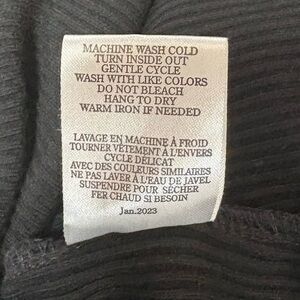 MACHINE WASH COLD
TURN INSIDE OUT
GENTLE CYCLE
WASH WITH LIKE COLORS
DO NOT BLEACH
HANG TO DRY
WARM IRON IF NEEDED
LAVAGE EN MACHINE À FROID
TOURNER VÊTEMENT À L'ENVERS
CYCLE DÉLICAT
AVEC DES COULEURS SIMILAIRES
NE PAS LAVER À L'EAU DE JAVEL
SUSPENDRE POUR SÉCHER
FER CHAUD SI BESOIN
Jan.2023